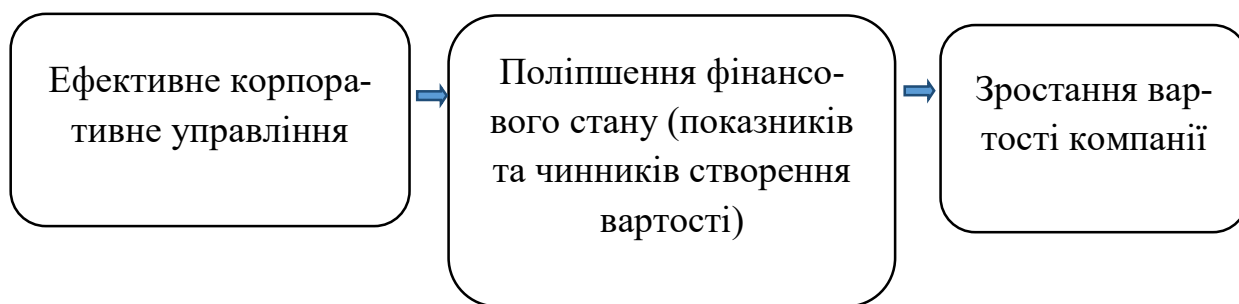 Ефективне корпора-
тивне управління
Поліпшення фінансо-
вого стану (показників
та чинників створення
вартості)
Зростання вар-
тості компанії